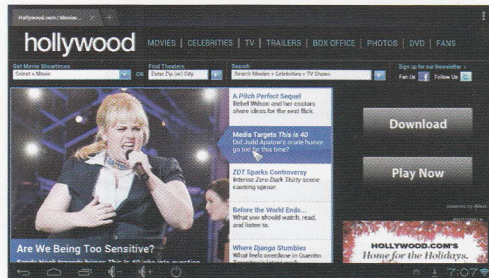 Hollywood.com | Movies...
hollywood
MOVIES | CELEBRITIES | TV | TRAILERS | BOX OFFICE | PHOTOS | DVD | FANS
Get Movie Showtimes
Select a Movie
OR
Find Theaters
Enter Zip (or) City
Search
Search Movies + Celebrities + TV Shows
Sign up for our Newsletter
Fan Us
Follow Us
A Pitch Perfect Sequel
Rebel Wilson and her costars
share ideas for the next flick.
Media Targets This is 40
Did Judd Apatow's crude humor
go too far this time?
ZDT Sparks Controversy
Intense Zero Dark Thirty scene
causing uproar.
Before the World Ends...
What you should watch, read,
and listen to.
Where Django Stumbles
Are We Being Too Sensitive?
Download
Play Now
HOLLYWOOD.COM'S
Home for the Holidays.
7:07